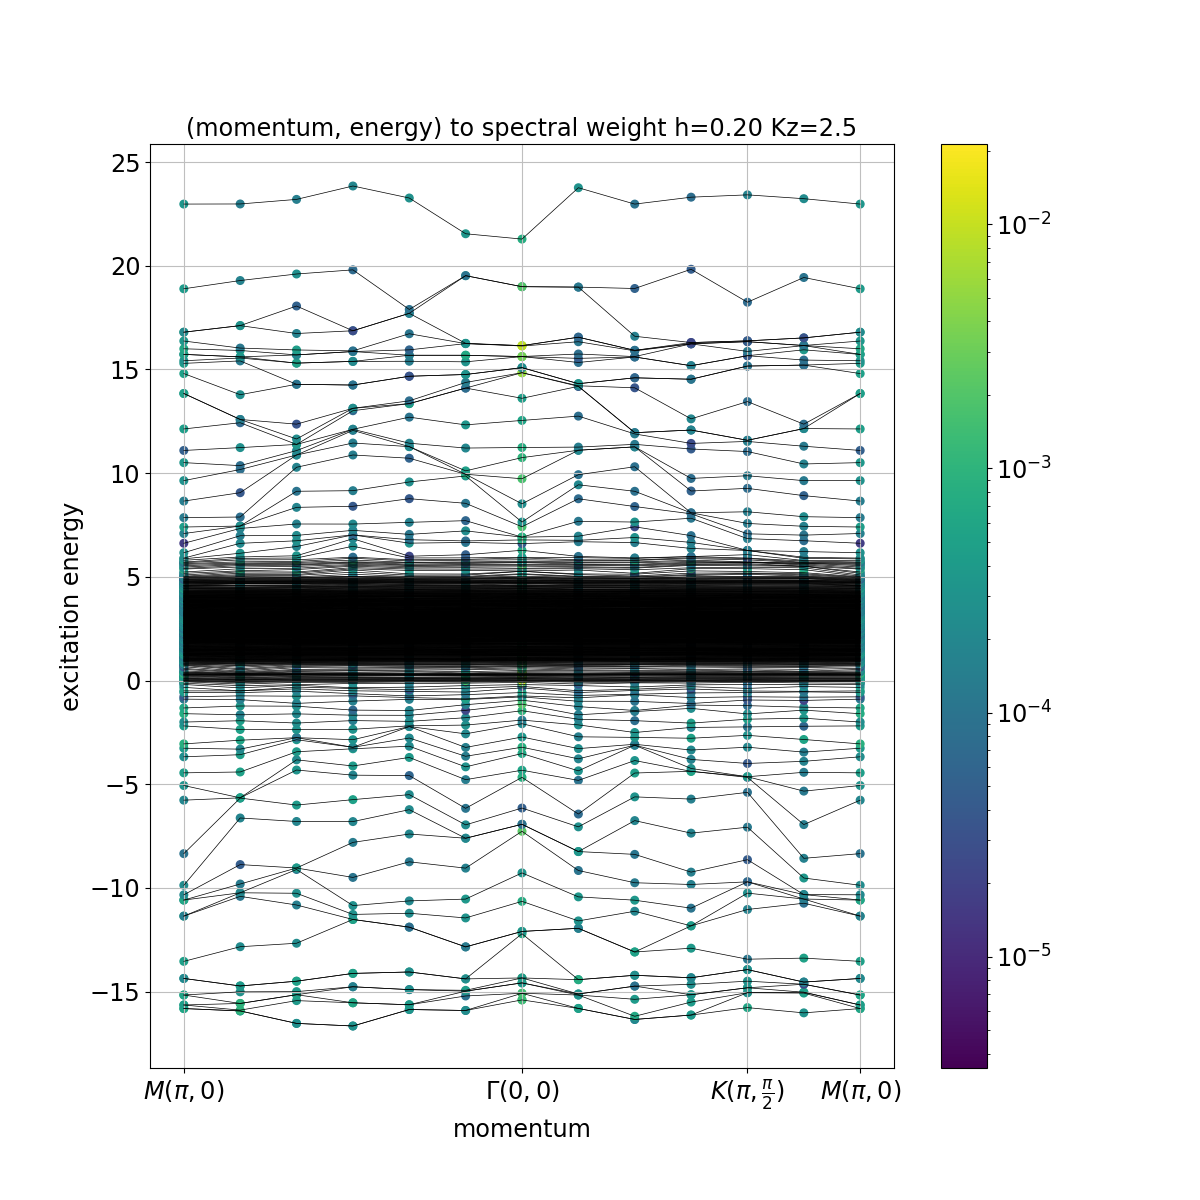 (momentum, energy) to spectral weight h=0.20 Kz=2.5
25
20
15
10
5
0
−5
−10
−15
excitation energy
M(π, 0)
Γ(0, 0)
K(π, π/2)
M(π, 0)
momentum
10⁻²
10⁻³
10⁻⁴
10⁻⁵